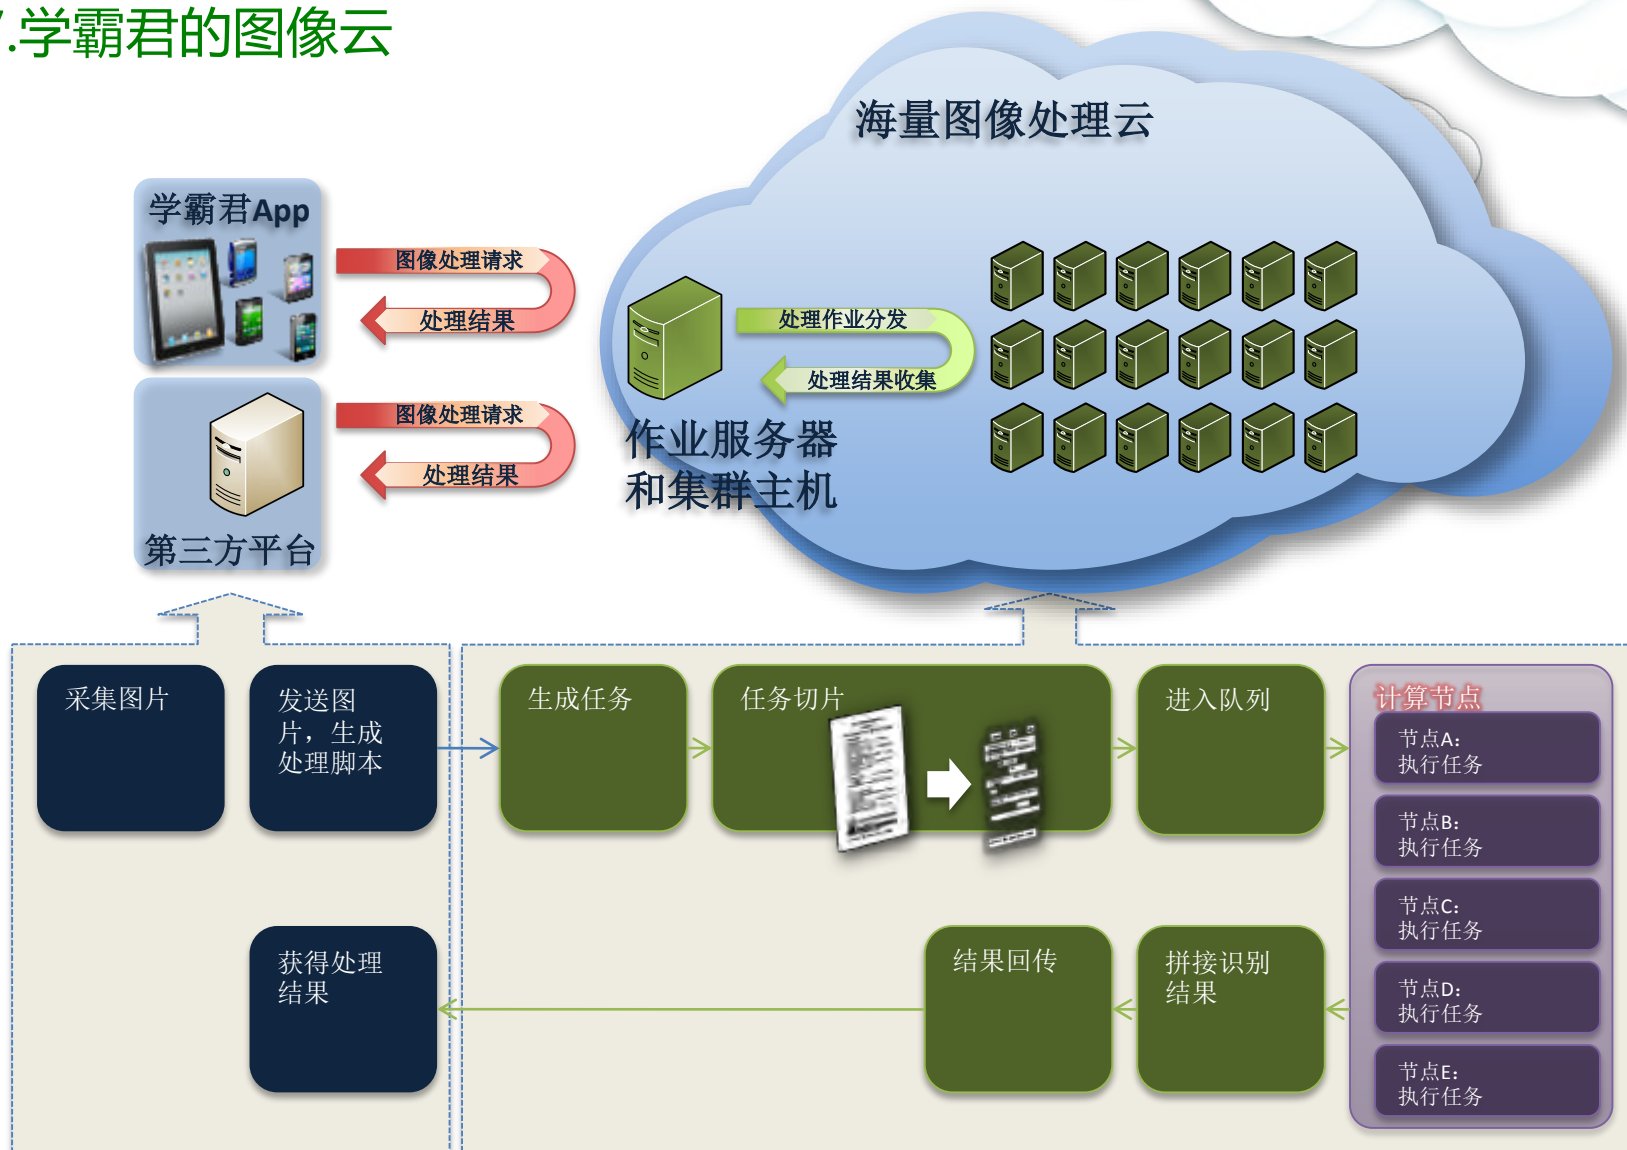 7.学霸君的图像云
海量图像处理云
学霸君App
图像处理请求
处理结果
处理作业分发
处理结果收集
图像处理请求
处理结果
作业服务器
和集群主机
第三方平台
采集图片
发送图
片，生成
处理脚本
生成任务
任务切片
进入队列
计算节点
节点A:
执行任务
节点B:
执行任务
节点C:
执行任务
节点D:
执行任务
节点E:
执行任务
获得处理
结果
结果回传
拼接识别
结果